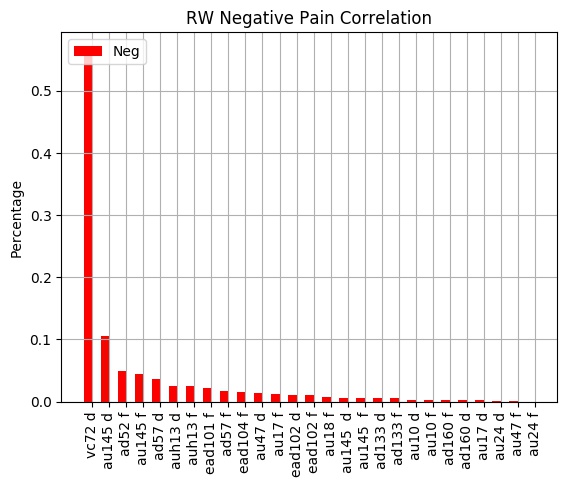 RW Negative Pain Correlation
Neg
Percentage
0.5
0.4
0.3
0.2
0.1
0.0
vc72 d
au145 d
ad52 f
au145 f
ad57 d
auh13 d
auh13 f
ead101 f
ad57 f
ead104 f
au47 d
au17 f
ead102 d
ead102 f
au18 f
au145  d
au145  f
ad133 d
ad133 f
au10 d
au10 f
ad160 f
ad160 d
au17 d
au24 d
au47 f
au24 f